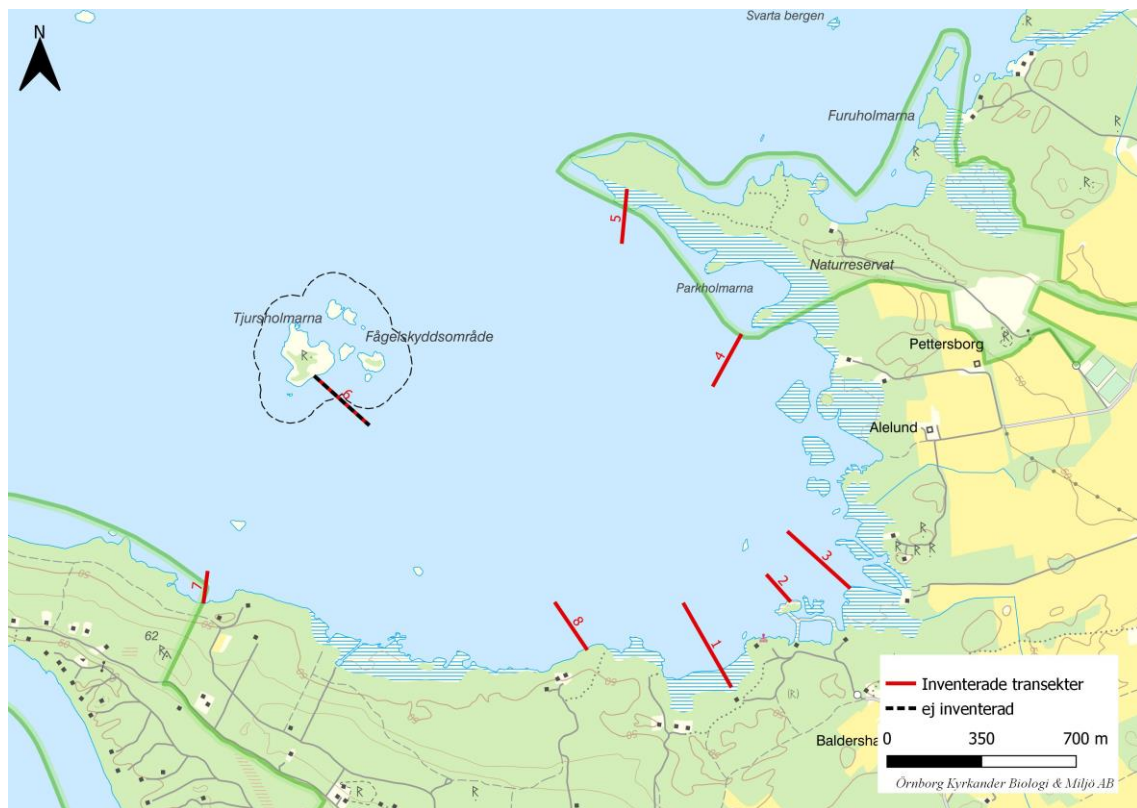 Svarta bergen
N
R
Furuholmarna
R
R
R.
5
Naturreservat
Parkholmarna
Tjursholmarna
Fågelskyddsområde
R.
4
Pettersborg
R
6
Alelund
R
R R R
3
2
7
8
1
62
RA
(R)
Inventerade transekter
ej inventerad
Baldersha
0 350 700 m
R
R
Örnborg Kyrkander Biologi & Miljö AB